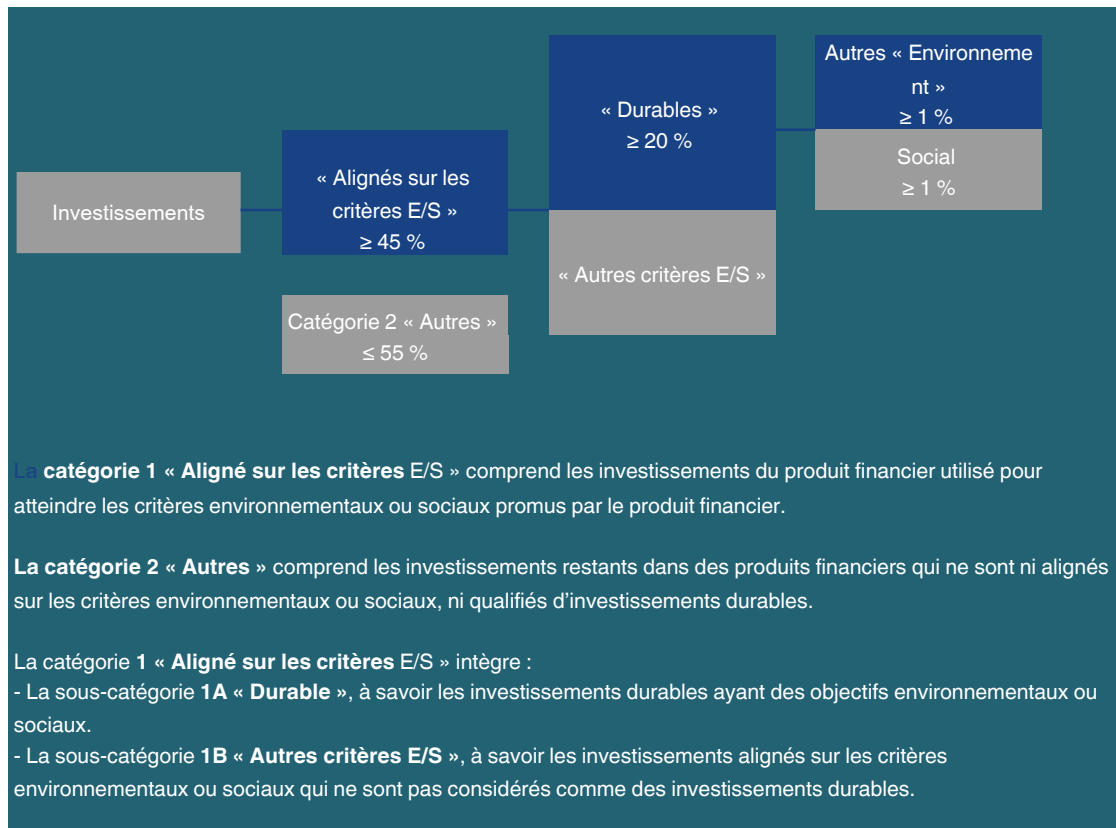 Investissements
« Alignés sur les
critères E/S »
≥ 45 %
Catégorie 2 « Autres »
≤ 55 %
« Durables »
≥ 20 %
« Autres critères E/S »
Autres « Environneme
nt »
≥ 1 %
Social
≥ 1 %
La catégorie 1 « Aligné sur les critères E/S » comprend les investissements du produit financier utilisé pour
atteindre les critères environnementaux ou sociaux promus par le produit financier.
La catégorie 2 « Autres » comprend les investissements restants dans des produits financiers qui ne sont ni alignés
sur les critères environnementaux ou sociaux, ni qualifiés d’investissements durables.
La catégorie 1 « Aligné sur les critères E/S » intègre :
- La sous-catégorie 1A « Durable », à savoir les investissements durables ayant des objectifs environnementaux ou
sociaux.
- La sous-catégorie 1B « Autres critères E/S », à savoir les investissements alignés sur les critères
environnementaux ou sociaux qui ne sont pas considérés comme des investissements durables.